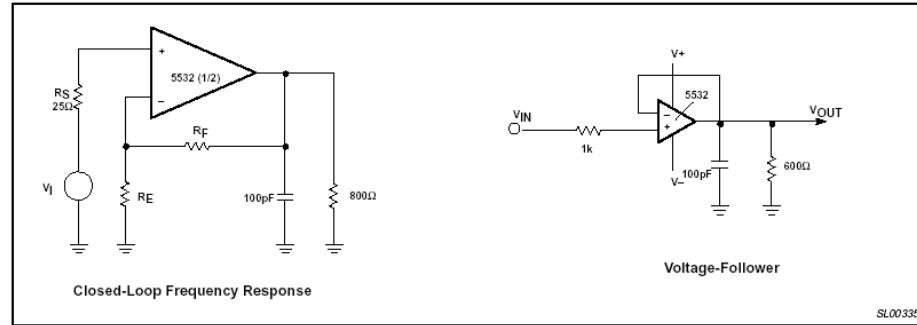 +
5532 (1/2)
−
RS
25Ω
RF
VI
RE
100pF
800Ω
Closed-Loop Frequency Response
V+
5532
VIN
−
+
VOUT
1k
100pF
600Ω
V−
Voltage-Follower
SL00335